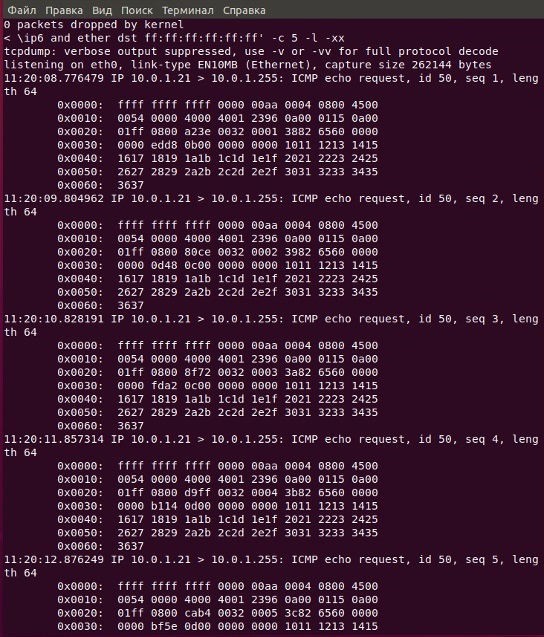 Файл Правка Вид Поиск Терминал Справка
0 packets dropped by kernel
< \ip6 and ether dst ff:ff:ff:ff:ff:ff' -c 5 -l -xx
tcpdump: verbose output suppressed, use -v or -vv for full protocol decode
listening on eth0, link-type EN10MB (Ethernet), capture size 262144 bytes
11:20:08.776479 IP 10.0.1.21 > 10.0.1.255: ICMP echo request, id 50, seq 1, leng
th 64
0x0000: ffff ffff ffff 0000 00aa 0004 0800 4500
0x0010: 0054 0000 4000 4001 2396 0a00 0115 0a00
0x0020: 01ff 0800 a23e 0032 0001 3882 6560 0000
0x0030: 0000 edd8 0b00 0000 0000 1011 1213 1415
0x0040: 1617 1819 1a1b 1c1d 1e1f 2021 2223 2425
0x0050: 2627 2829 2a2b 2c2d 2e2f 3031 3233 3435
0x0060: 3637
11:20:09.804962 IP 10.0.1.21 > 10.0.1.255: ICMP echo request, id 50, seq 2, leng
th 64
0x0000: ffff ffff ffff 0000 00aa 0004 0800 4500
0x0010: 0054 0000 4000 4001 2396 0a00 0115 0a00
0x0020: 01ff 0800 80ce 0032 0002 3982 6560 0000
0x0030: 0000 0d48 0c00 0000 0000 1011 1213 1415
0x0040: 1617 1819 1a1b 1c1d 1e1f 2021 2223 2425
0x0050: 2627 2829 2a2b 2c2d 2e2f 3031 3233 3435
0x0060: 3637
11:20:10.828191 IP 10.0.1.21 > 10.0.1.255: ICMP echo request, id 50, seq 3, leng
th 64
0x0000: ffff ffff ffff 0000 00aa 0004 0800 4500
0x0010: 0054 0000 4000 4001 2396 0a00 0115 0a00
0x0020: 01ff 0800 8f72 0032 0003 3a82 6560 0000
0x0030: 0000 fda2 0c00 0000 0000 1011 1213 1415
0x0040: 1617 1819 1a1b 1c1d 1e1f 2021 2223 2425
0x0050: 2627 2829 2a2b 2c2d 2e2f 3031 3233 3435
0x0060: 3637
11:20:11.857314 IP 10.0.1.21 > 10.0.1.255: ICMP echo request, id 50, seq 4, leng
th 64
0x0000: ffff ffff ffff 0000 00aa 0004 0800 4500
0x0010: 0054 0000 4000 4001 2396 0a00 0115 0a00
0x0020: 01ff 0800 d9ff 0032 0004 3b82 6560 0000
0x0030: 0000 b114 0d00 0000 0000 1011 1213 1415
0x0040: 1617 1819 1a1b 1c1d 1e1f 2021 2223 2425
0x0050: 2627 2829 2a2b 2c2d 2e2f 3031 3233 3435
0x0060: 3637
11:20:12.876249 IP 10.0.1.21 > 10.0.1.255: ICMP echo request, id 50, seq 5, leng
th 64
0x0000: ffff ffff ffff 0000 00aa 0004 0800 4500
0x0010: 0054 0000 4000 4001 2396 0a00 0115 0a00
0x0020: 01ff 0800 cab4 0032 0005 3c82 6560 0000
0x0030: 0000 bf5e 0d00 0000 0000 1011 1213 1415